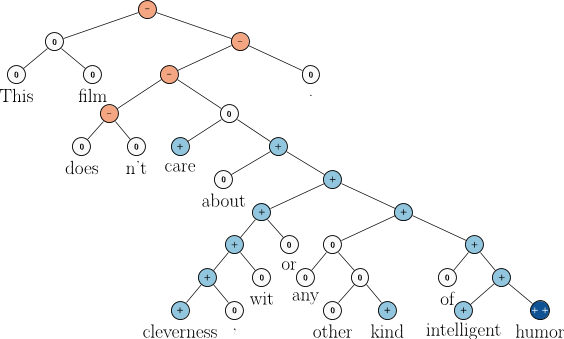 −
0 −
0 0 − 0
This film .
− 0
0 0 + +
does n't care
0 +
about
+ +
+ 0 0 +
or
+ 0 0 0 0 +
wit any of
+ 0 0 + + ++
cleverness , other kind intelligent humor